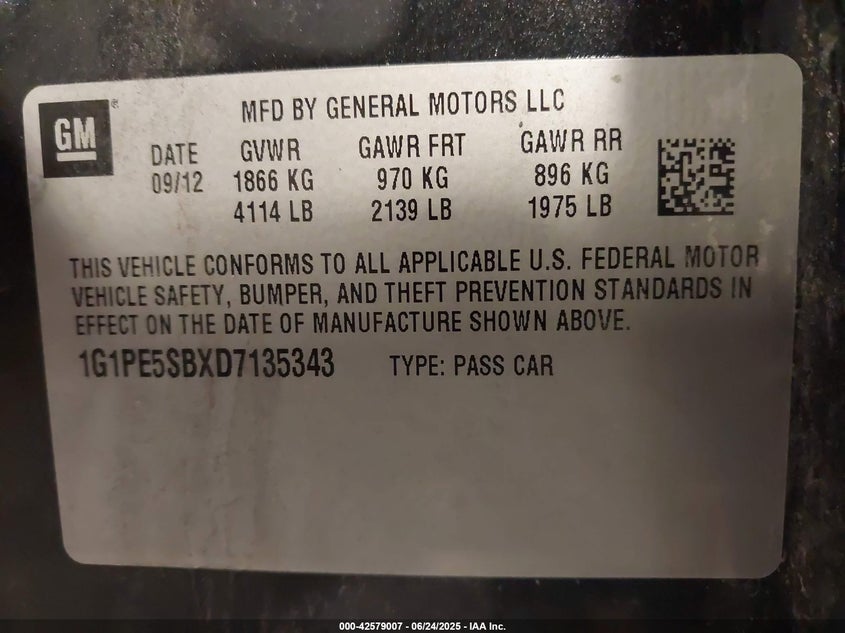 MFD BY GENERAL MOTORS LLC
GM®
DATE GVWR GAWR FRT GAWR RR
09/12 1866 KG 970 KG 896 KG
4114 LB 2139 LB 1975 LB
THIS VEHICLE CONFORMS TO ALL APPLICABLE U.S. FEDERAL MOTOR
VEHICLE SAFETY, BUMPER, AND THEFT PREVENTION STANDARDS IN
EFFECT ON THE DATE OF MANUFACTURE SHOWN ABOVE.
1G1PE5SBXD7135343 TYPE: PASS CAR
000-42579007 - 06/24/2025 - IAA Inc.